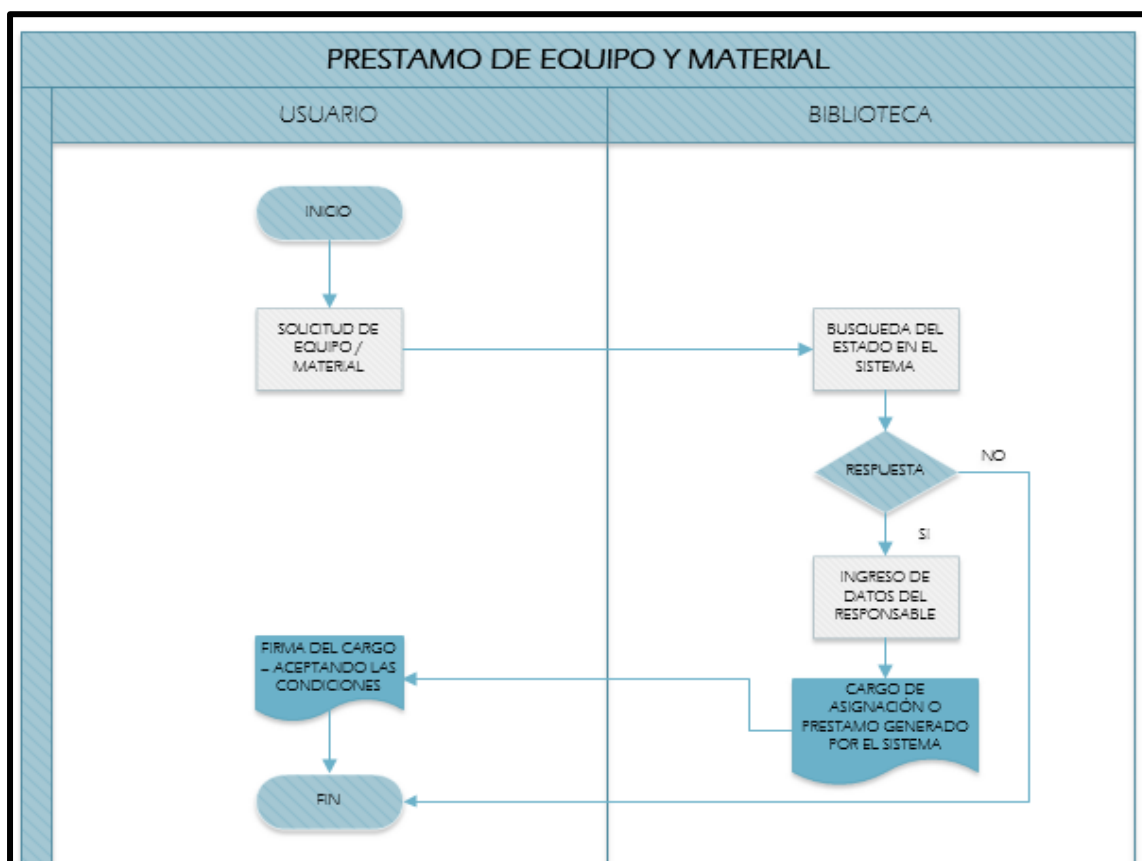 PRESTAMO DE EQUIPO Y MATERIAL
USUARIO
BIBLIOTECA
INICIO
SOLICITUD DE
EQUIPO /
MATERIAL
BUSQUEDA DEL
ESTADO EN EL
SISTEMA
RESPUESTA
NO
SI
INGRESO DE
DATOS DEL
RESPONSABLE
FIRMA DEL CARGO
– ACEPTANDO LAS
CONDICIONES
CARGO DE
ASIGNACIÓN O
PRESTAMO GENERADO
POR EL SISTEMA
FIN